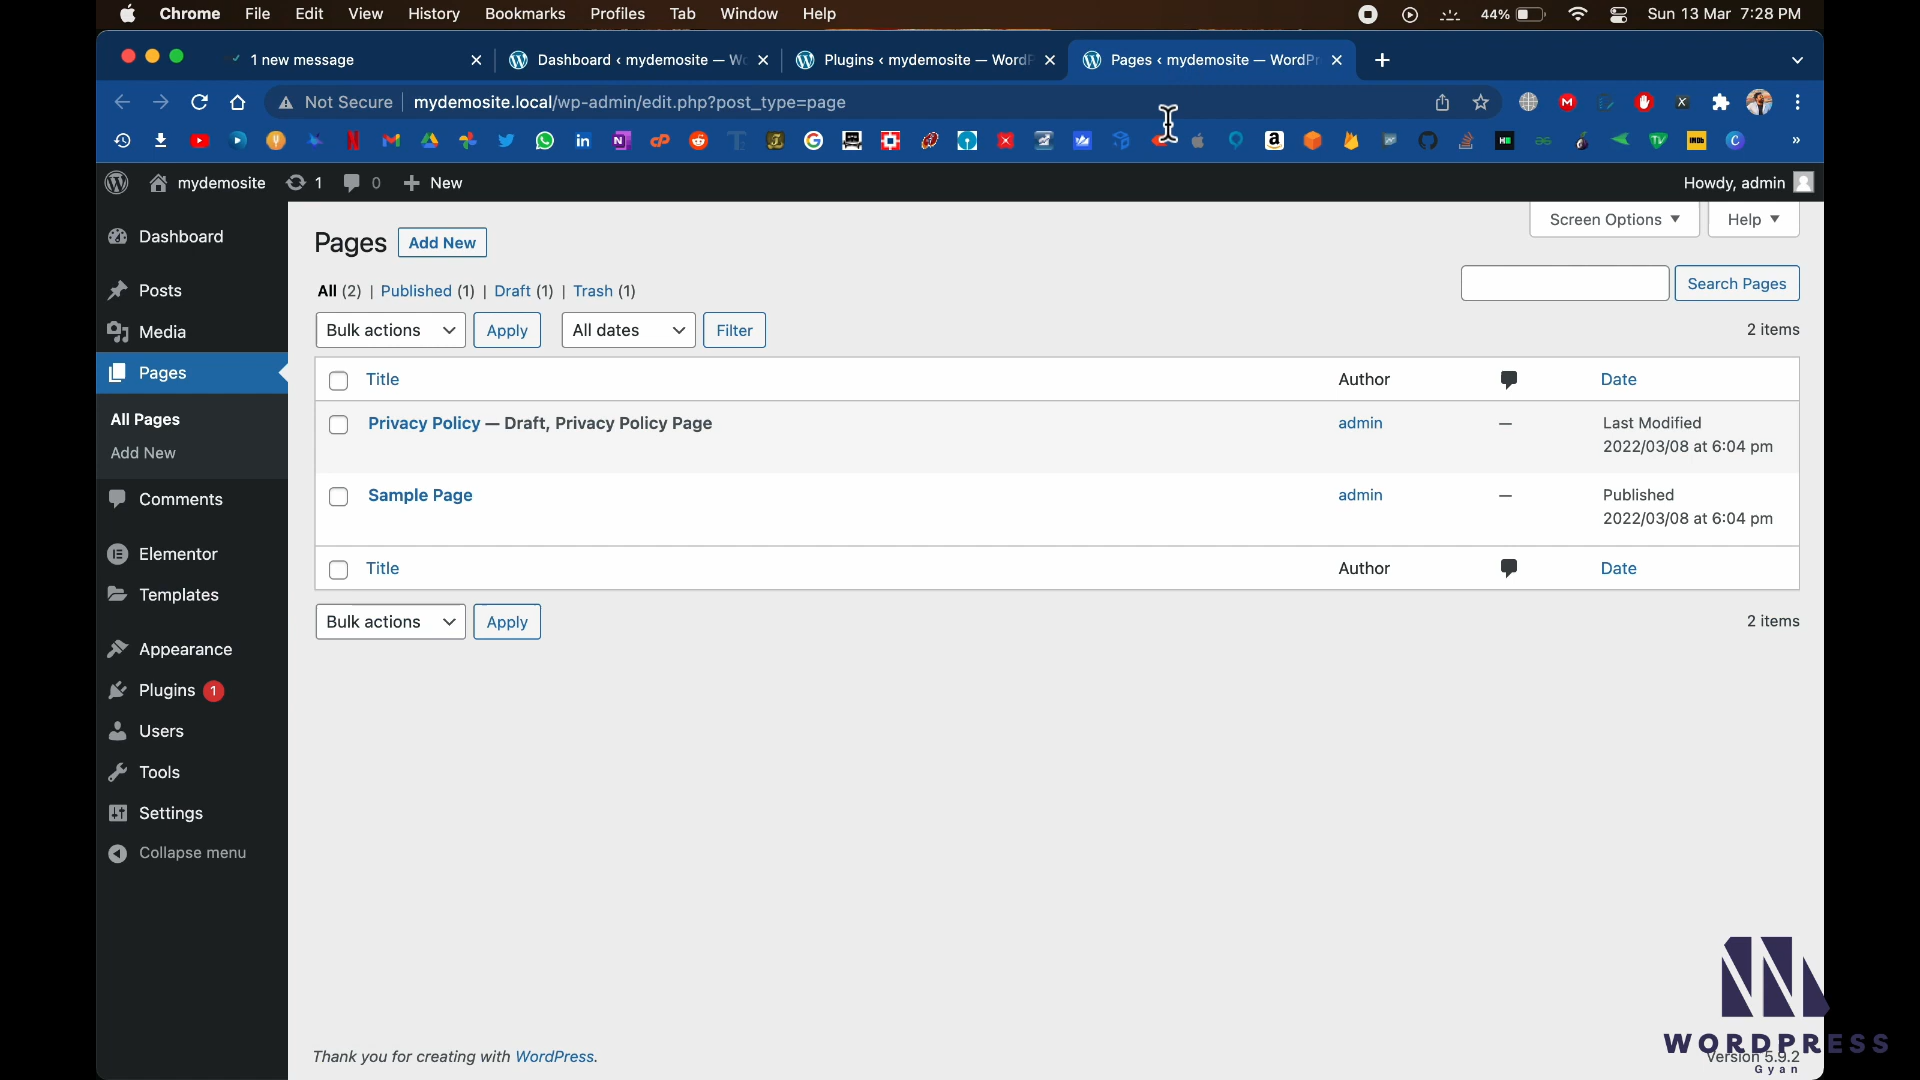 Chrome File Edit View History Bookmarks Profiles Tab Window Help 44% Sun 13 Mar 7:28 PM
1 new message Dashboard ‹ mydemosite — Wo Plugins ‹ mydemosite — WordP Pages ‹ mydemosite — WordPr
Not Secure mydemosite.local/wp-admin/edit.php?post_type=page
mydemosite 1 0 New Howdy, admin
Screen Options Help
Dashboard
Posts
Media
Pages
All Pages
Add New
Comments
Elementor
Templates
Appearance
Plugins 1
Users
Tools
Settings
Collapse menu
Pages Add New
All (2) | Published (1) | Draft (1) | Trash (1)
Search Pages
Bulk actions Apply All dates Filter 2 items
Title Author Date
Privacy Policy — Draft, Privacy Policy Page admin — Last Modified
2022/03/08 at 6:04 pm
Sample Page admin — Published
2022/03/08 at 6:04 pm
Title Author Date
Bulk actions Apply 2 items
Thank you for creating with WordPress.
Version 5.9.2
WORDPRESS
Gyan